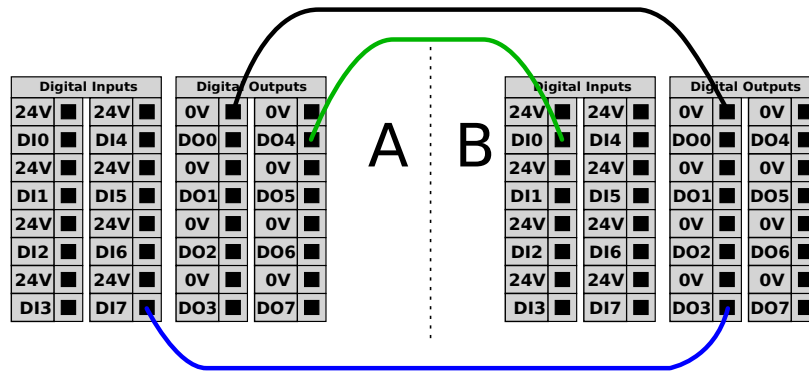 Digital Inputs Digital Outputs Digital Inputs Digital Outputs
24V 24V 0V 0V 24V 24V 0V 0V
DI0 DI4 DO0 DO4 A B DI0 DI4 DO0 DO4
24V 24V 0V 0V 24V 24V 0V 0V
DI1 DI5 DO1 DO5 DI1 DI5 DO1 DO5
24V 24V 0V 0V 24V 24V 0V 0V
DI2 DI6 DO2 DO6 DI2 DI6 DO2 DO6
24V 24V 0V 0V 24V 24V 0V 0V
DI3 DI7 DO3 DO7 DI3 DI7 DO3 DO7